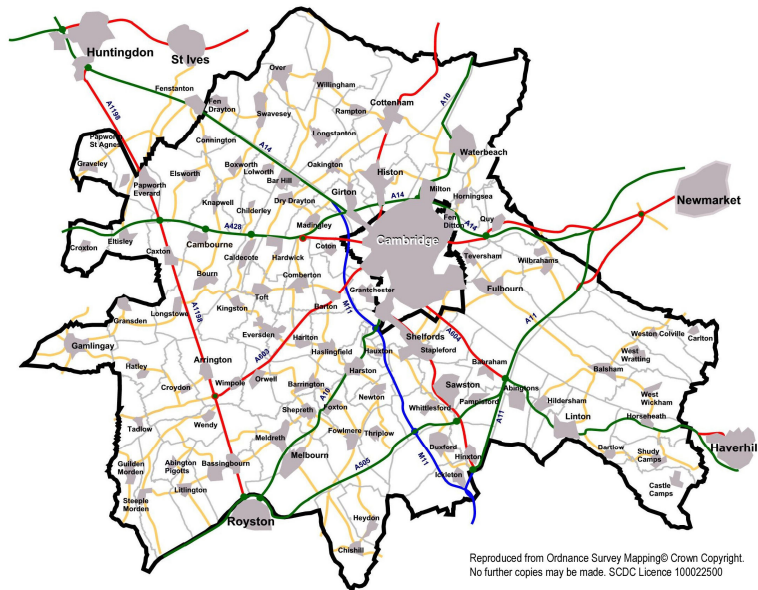 Huntingdon
St Ives
Over
Willingham
Fenstanton
Fen
Drayton
Swavesey
Rampton
Cottenham
A10
A1198
Longstanton
Papworth
St Agnes
Connington
A14
Waterbeach
Graveley
Elsworth
Boxworth
Lolworth
Oakington
Histon
Bar Hill
Papworth
Everard
Girton
Milton
Newmarket
Knapwell
Dry Drayton
A14
Horningsea
Childerley
Madingley
Fen
Ditton
Quy
A14
A428
Croxton
Eltisley
Cambourne
Coton
Cambridge
Caxton
Caldecote
Hardwick
Teversham
Wilbrahams
Bourn
Comberton
Grantchester
Fulbourn
Toft
Barton
M11
A11
Gransden
Longstowe
A1198
Kingston
Eversden
Harlton
Shelfords
A604
Weston Colville
Carlton
Gamlingay
A603
Haslingfield
Hauxton
Stapleford
West
Wratting
Hatley
Arrington
Harston
Babraham
Balsham
Croydon
Wimpole
Orwell
Barrington
Sawston
Abingtons
Newton
Pampisford
Hildersham
West
Wickham
A10
Foxton
Shepreth
Whittlesford
A11
Linton
Horseheath
Tadlow
Wendy
Meldreth
Fowlmere
Thriplow
Duxford
Haverhill
Guilden
Morden
Abington
Pigotts
Bassingbourn
Melbourn
Hinxton
Bartlow
Shudy
Camps
A505
M11
Ickleton
Castle
Camps
Steeple
Morden
Litlington
Royston
Heydon
Chishill
Reproduced from Ordnance Survey Mapping© Crown Copyright.
No further copies may be made. SCDC Licence 100022500